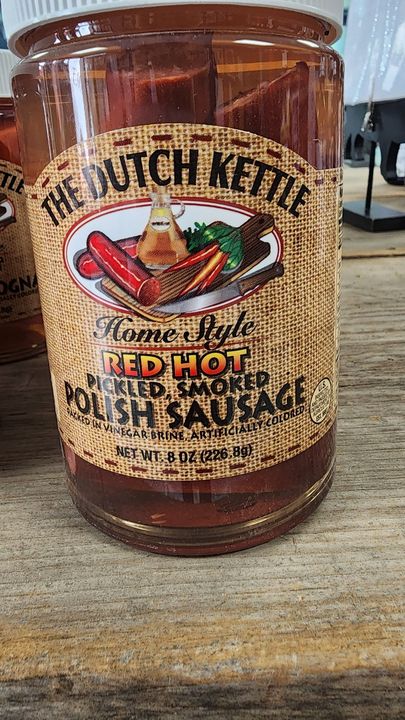 THE DUTCH KETTLE
Home Style
RED HOT
PICKLED, SMOKED
POLISH SAUSAGE
PACKED IN VINEGAR BRINE, ARTIFICIALLY COLORED
NET WT. 8 OZ (226.8g)